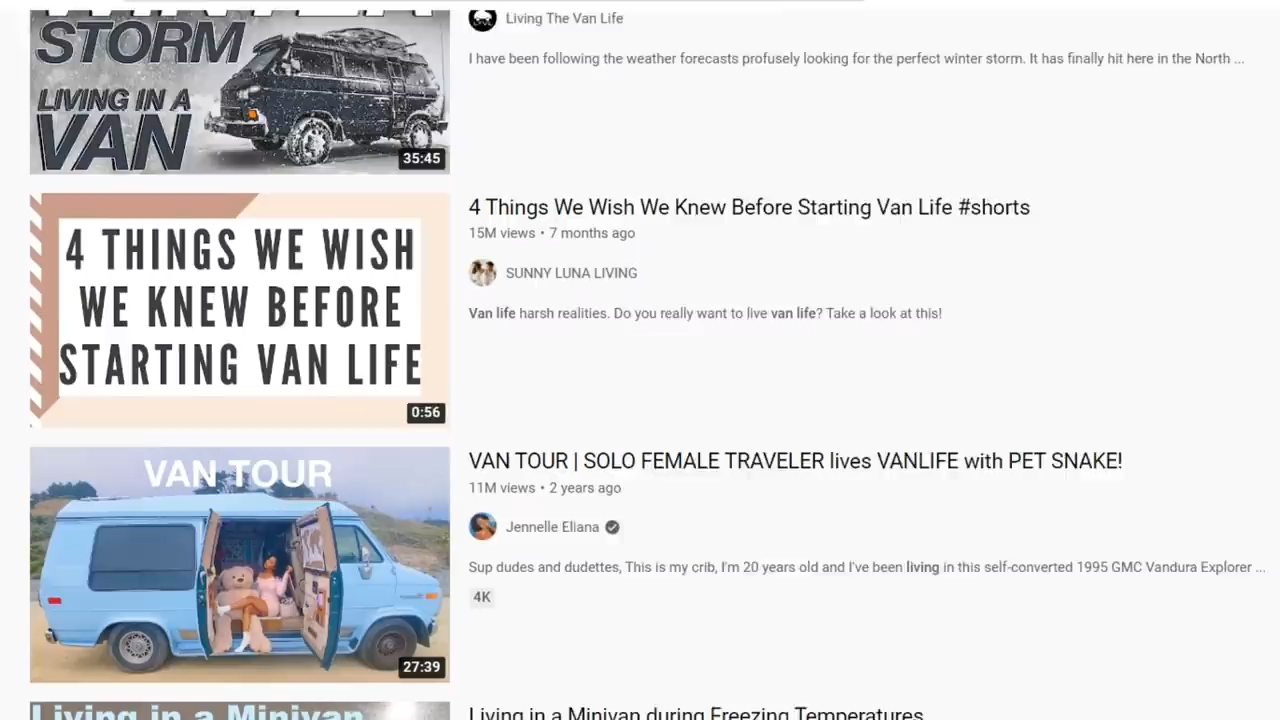 STORM
LIVING IN A
VAN
35:45
Living The Van Life
I have been following the weather forecasts profusely looking for the perfect winter storm. It has finally hit here in the North ...
4 THINGS WE WISH
WE KNEW BEFORE
STARTING VAN LIFE
0:56
4 Things We Wish We Knew Before Starting Van Life #shorts
15M views • 7 months ago
SUNNY LUNA LIVING
Van life harsh realities. Do you really want to live van life? Take a look at this!
VAN TOUR
27:39
VAN TOUR | SOLO FEMALE TRAVELER lives VANLIFE with PET SNAKE!
11M views • 2 years ago
Jennelle Eliana
Sup dudes and dudettes, This is my crib, I'm 20 years old and I've been living in this self-converted 1995 GMC Vandura Explorer ...
4K
Living in a Minivan
Living in a Minivan during Freezing Temperatures